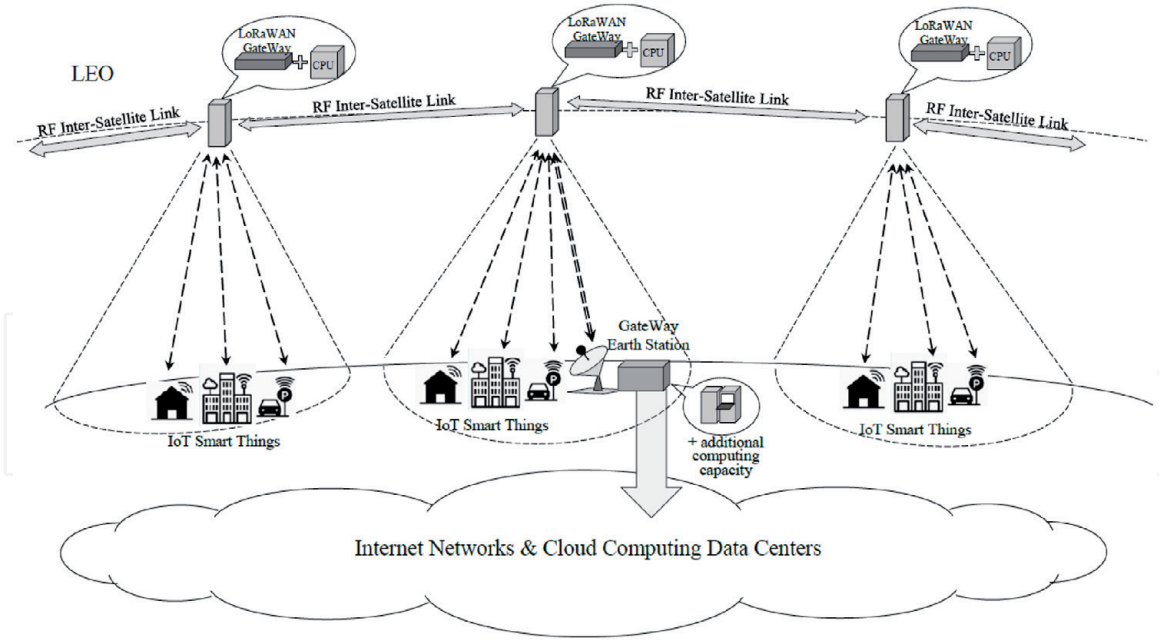 LoRaWAN
GateWay
CPU
LoRaWAN
GateWay
CPU
LoRaWAN
GateWay
CPU
LEO
RF Inter-Satellite Link
RF Inter-Satellite Link
RF Inter-Satellite Link
RF Inter-Satellite Link
GateWay
Earth Station
P
P
P
IoT Smart Things
IoT Smart Things
IoT Smart Things
+ additional
computing
capacity
Internet Networks & Cloud Computing Data Centers